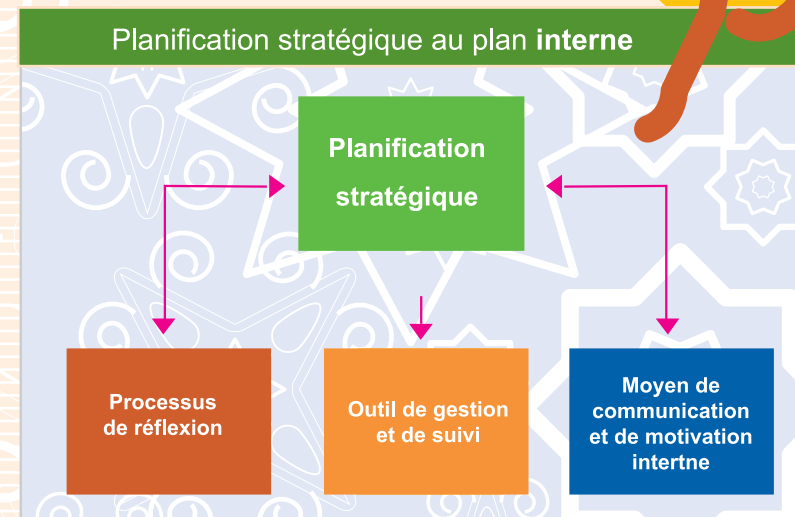 Planification stratégique au plan interne
Planification
stratégique
Processus
de réflexion
Outil de gestion
et de suivi
Moyen de
communication
et de motivation
intertne